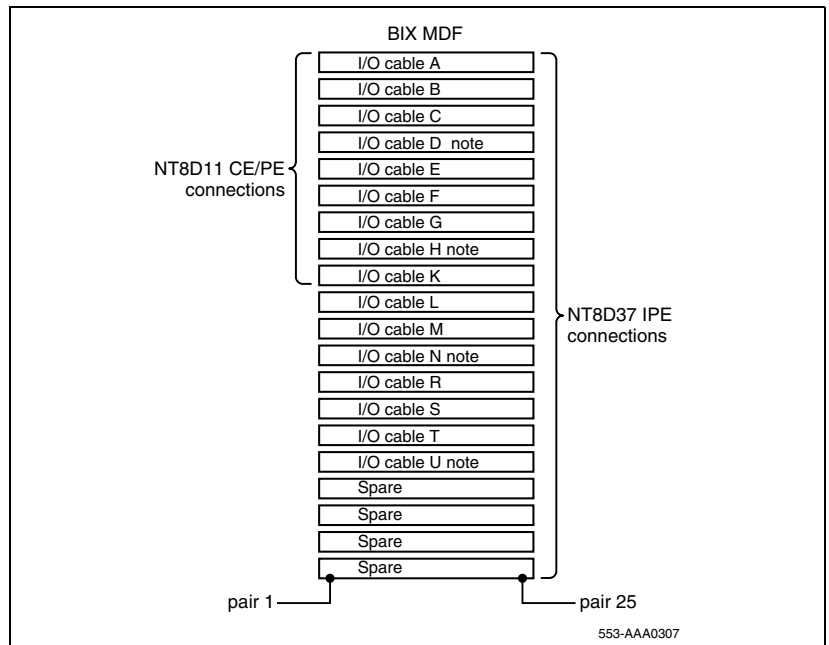 BIX MDF
I/O cable A
I/O cable B
I/O cable C
I/O cable D note
I/O cable E
I/O cable F
I/O cable G
I/O cable H note
I/O cable K
I/O cable L
I/O cable M
I/O cable N note
I/O cable R
I/O cable S
I/O cable T
I/O cable U note
Spare
Spare
Spare
Spare
NT8D11 CE/PE
connections
NT8D37 IPE
connections
pair 1
pair 25
553-AAA0307